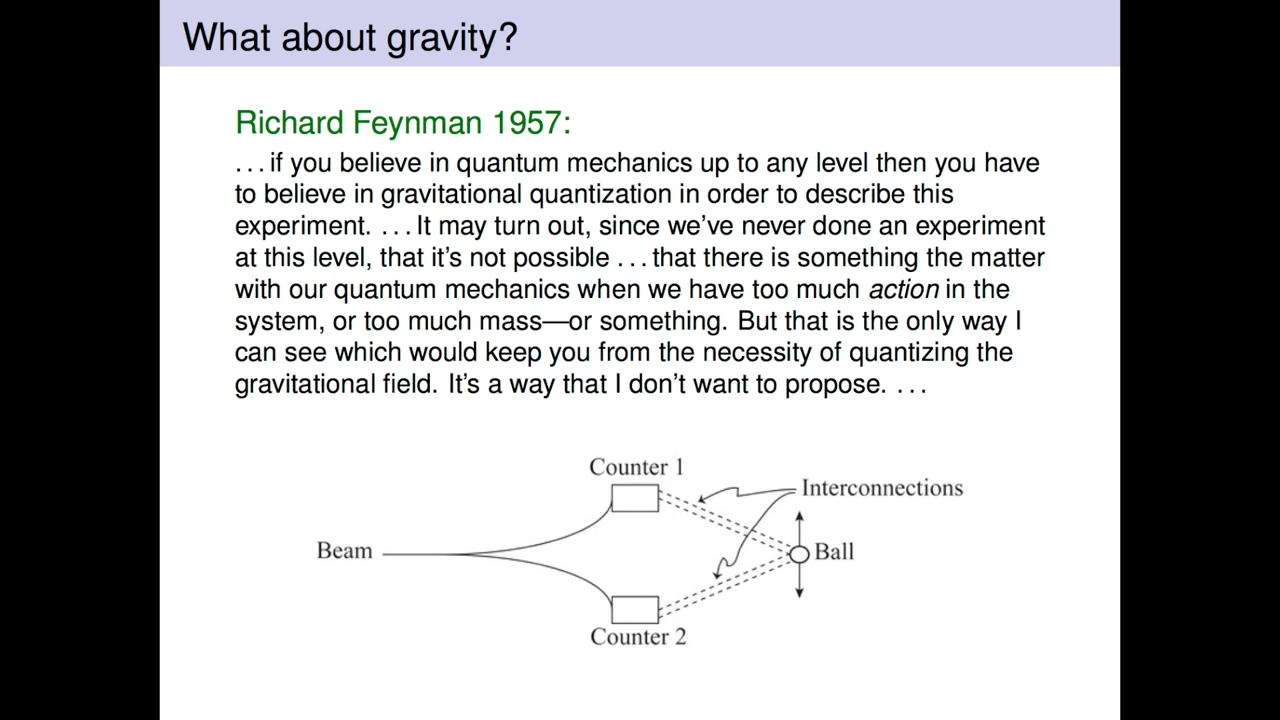 What about gravity?
Richard Feynman 1957:
. . . if you believe in quantum mechanics up to any level then you have
to believe in gravitational quantization in order to describe this
experiment. . . . It may turn out, since we’ve never done an experiment
at this level, that it’s not possible . . . that there is something the matter
with our quantum mechanics when we have too much action in the
system, or too much mass—or something. But that is the only way I
can see which would keep you from the necessity of quantizing the
gravitational field. It’s a way that I don’t want to propose. . . .
Counter 1
Interconnections
Beam
Ball
Counter 2